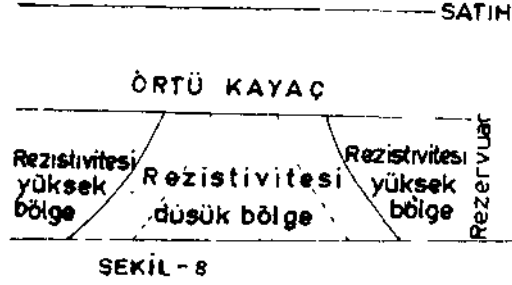 SATIH
ÖRTÜ KAYAÇ
Rezistivitesi
yüksek
bölge
Rezistivitesi
düşük bölge
Rezistivitesi
yüksek
bölge
Rezervuar
ŞEKİL-8